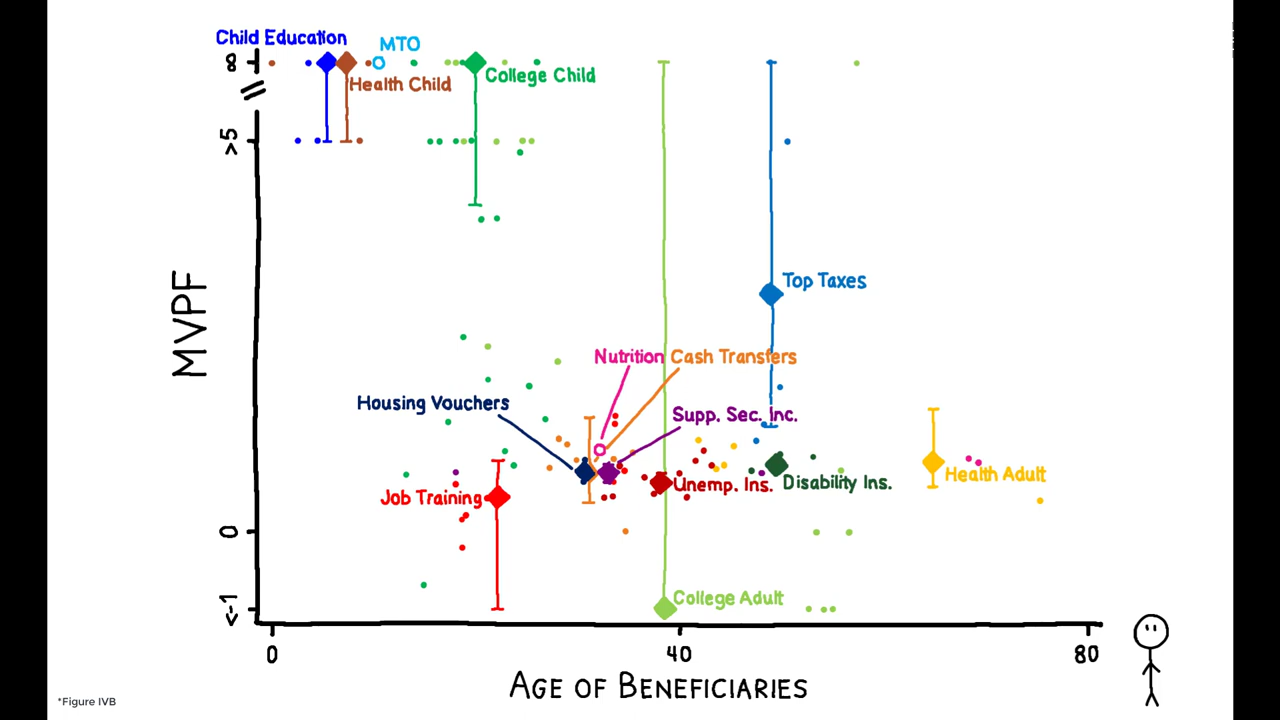 Child Education
MTO
∞
College Child
Health Child
>5
MVPF
Top Taxes
Nutrition
Cash Transfers
Housing Vouchers
Supp. Sec. Inc.
Health Adult
Job Training
Unemp. Ins.
Disability Ins.
0
College Adult
<-1
0
40
80
AGE OF BENEFICIARIES
*Figure IVB